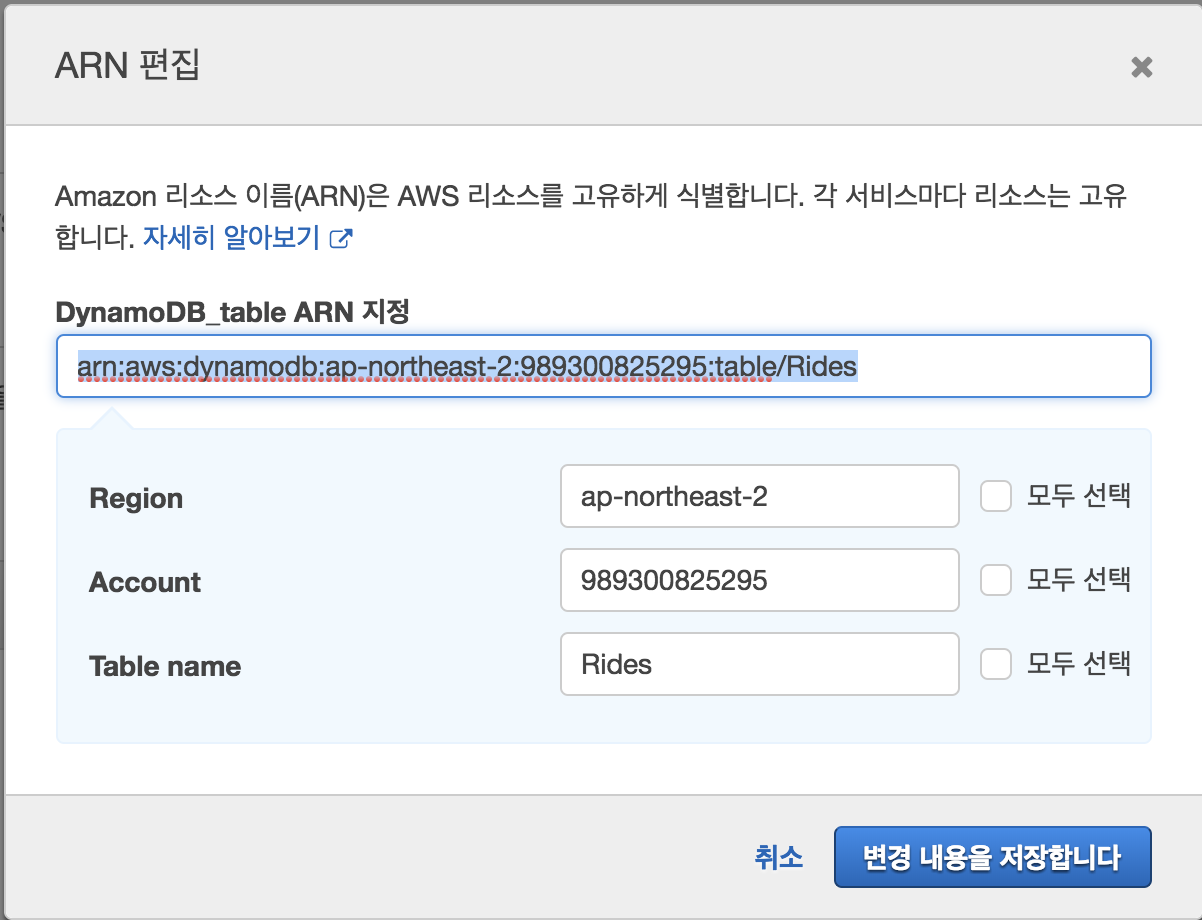 ARN 편집
Amazon 리소스 이름(ARN)은 AWS 리소스를 고유하게 식별합니다. 각 서비스마다 리소스는 고유
합니다. 자세히 알아보기
DynamoDB_table ARN 지정
arn:aws:dynamodb:ap-northeast-2:989300825295:table/Rides
Region ap-northeast-2 모두 선택
Account 989300825295 모두 선택
Table name Rides 모두 선택
취소 변경 내용을 저장합니다